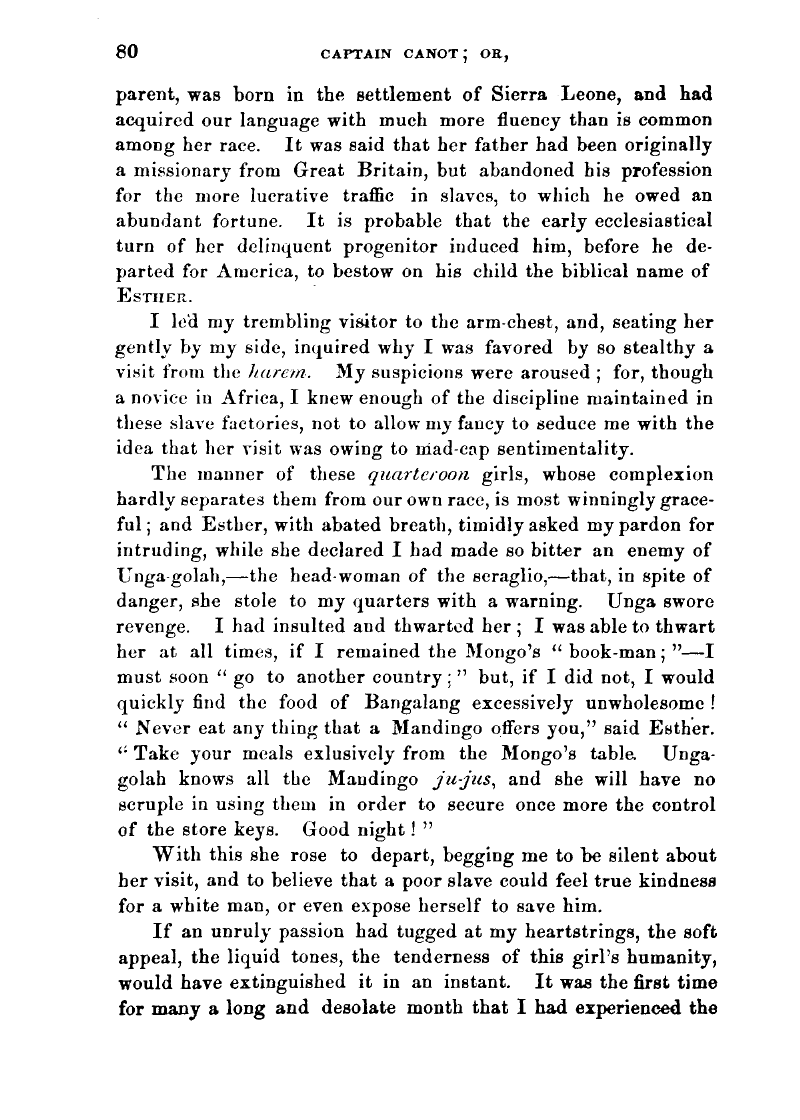 80 CAPTAIN CANOT; OR,
parent, was born in the settlement of Sierra Leone, and had
acquired our language with much more fluency than is common
among her race. It was said that her father had been originally
a missionary from Great Britain, but abandoned his profession
for the more lucrative traffic in slaves, to which he owed an
abundant fortune. It is probable that the early ecclesiastical
turn of her delinquent progenitor induced him, before he de-
parted for America, to bestow on his child the biblical name of
ESTHER.
I led my trembling visitor to the arm-chest, and, seating her
gently by my side, inquired why I was favored by so stealthy a
visit from the harem. My suspicions were aroused; for, though
a novice in Africa, I knew enough of the discipline maintained in
these slave factories, not to allow my fancy to seduce me with the
idea that her visit was owing to mad-cap sentimentality.
The manner of these quarteroon girls, whose complexion
hardly separates them from our own race, is most winningly grace-
ful; and Esther, with abated breath, timidly asked my pardon for
intruding, while she declared I had made so bitter an enemy of
Unga-golah,—the head-woman of the seraglio,—that, in spite of
danger, she stole to my quarters with a warning. Unga swore
revenge. I had insulted and thwarted her; I was able to thwart
her at all times, if I remained the Mongo's "book-man;"—I
must soon "go to another country;" but, if I did not, I would
quickly find the food of Bangalang excessively unwholesome!
"Never eat any thing that a Mandingo offers you," said Esther.
"Take your meals exlusively from the Mongo's table. Unga-
golah knows all the Mandingo ju-jus, and she will have no
scruple in using them in order to secure once more the control
of the store keys. Good night!"
With this she rose to depart, begging me to be silent about
her visit, and to believe that a poor slave could feel true kindness
for a white man, or even expose herself to save him.
If an unruly passion had tugged at my heartstrings, the soft
appeal, the liquid tones, the tenderness of this girl's humanity,
would have extinguished it in an instant. It was the first time
for many a long and desolate month that I had experienced the